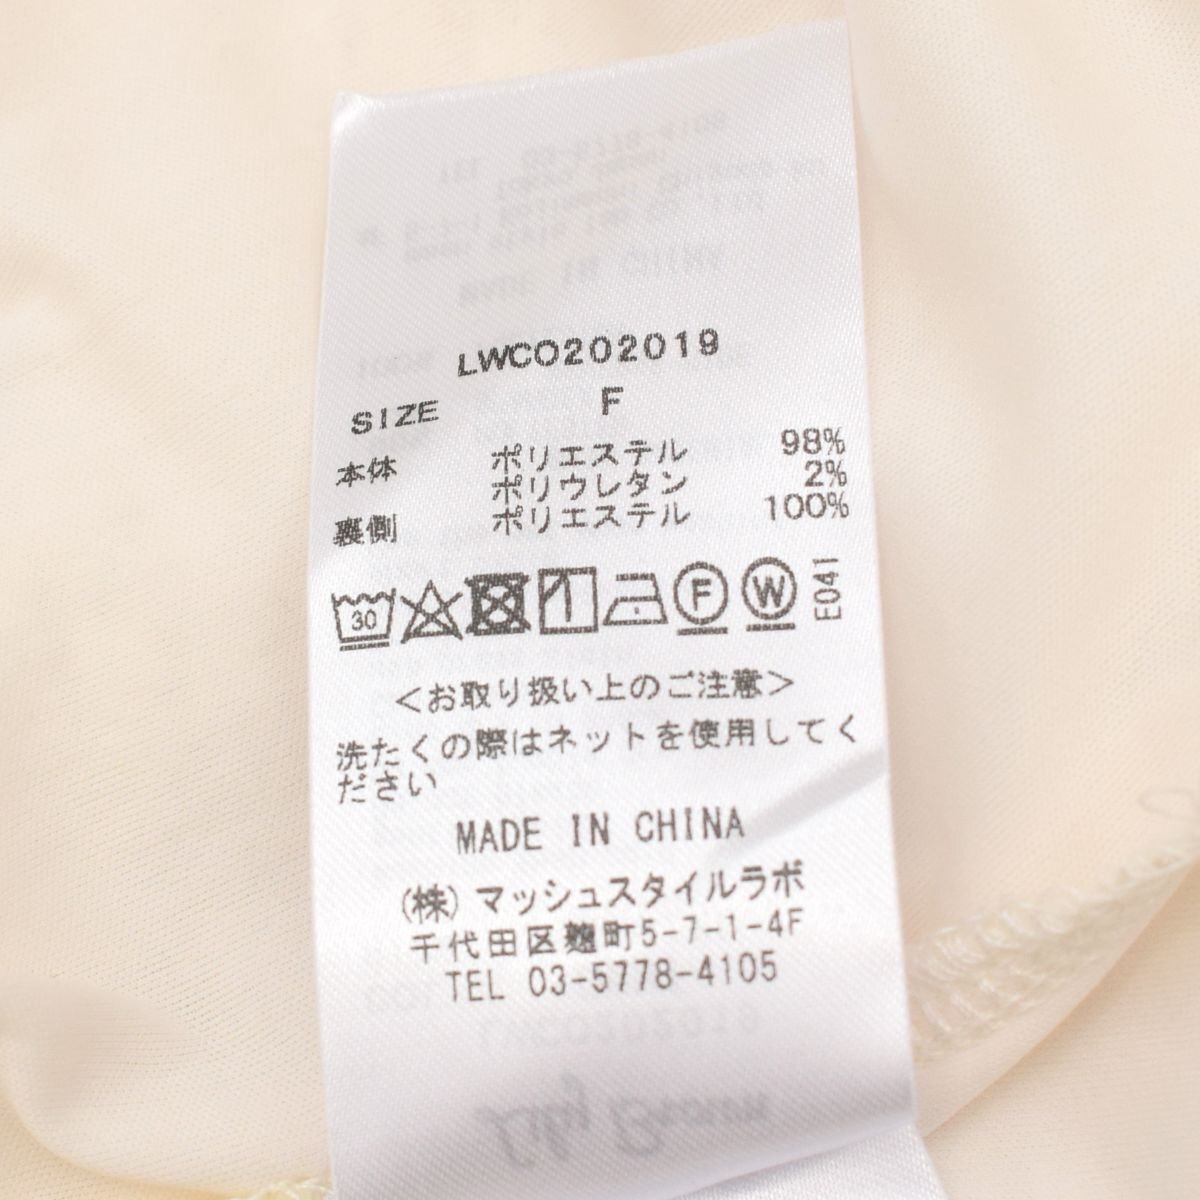 LWCO202019
SIZE F
本体 ポリエステル 98%
ポリウレタン 2%
裏側 ポリエステル 100%
30 F W E041
＜お取り扱い上のご注意＞
洗たくの際はネットを使用してく
ださい
MADE IN CHINA
(株) マッシュスタイルラボ
千代田区麹町5-7-1-4F
TEL 03-5778-4105
LWCO202019
Lily Brown